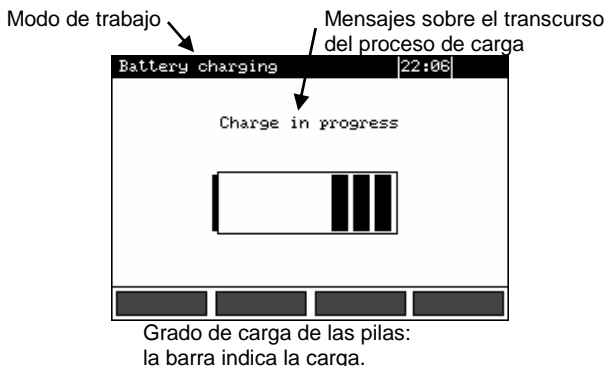 Modo de trabajo
Mensajes sobre el transcurso
del proceso de carga
Battery charging 22:06
Charge in progress
Grado de carga de las pilas:
la barra indica la carga.